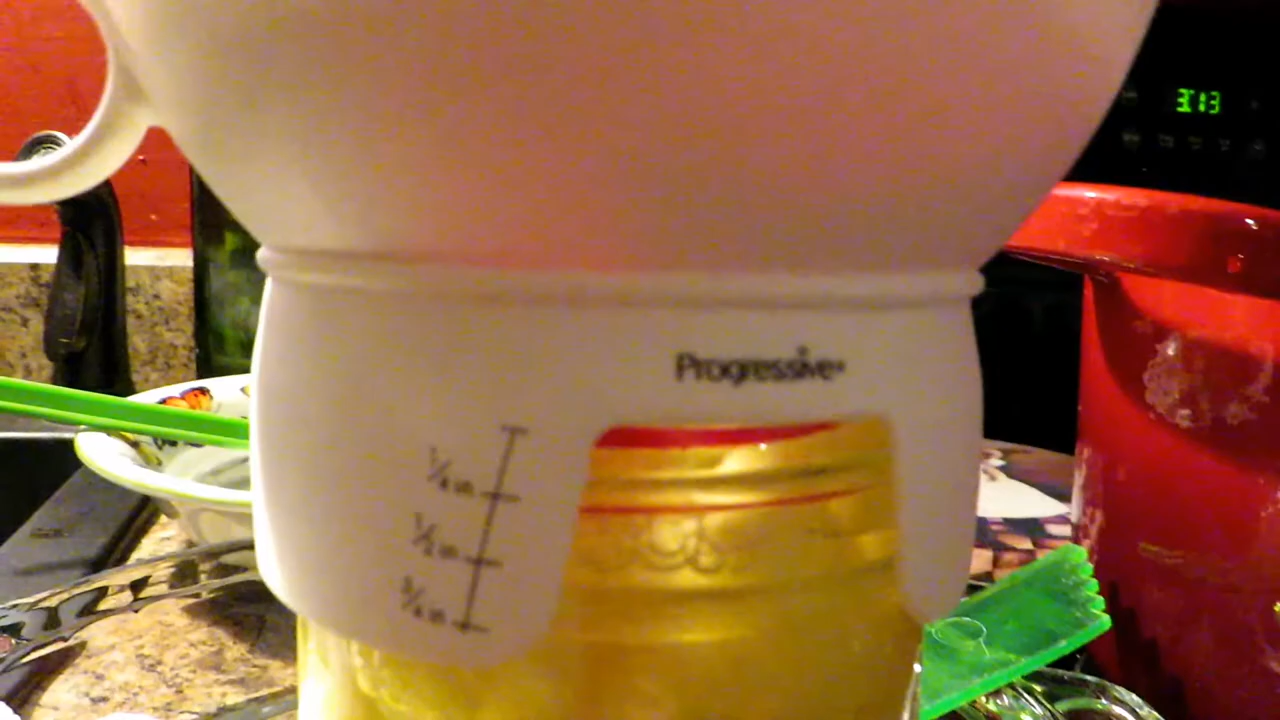 3:13
Progressive
1/4 in.
1/2 in.
3/4 in.